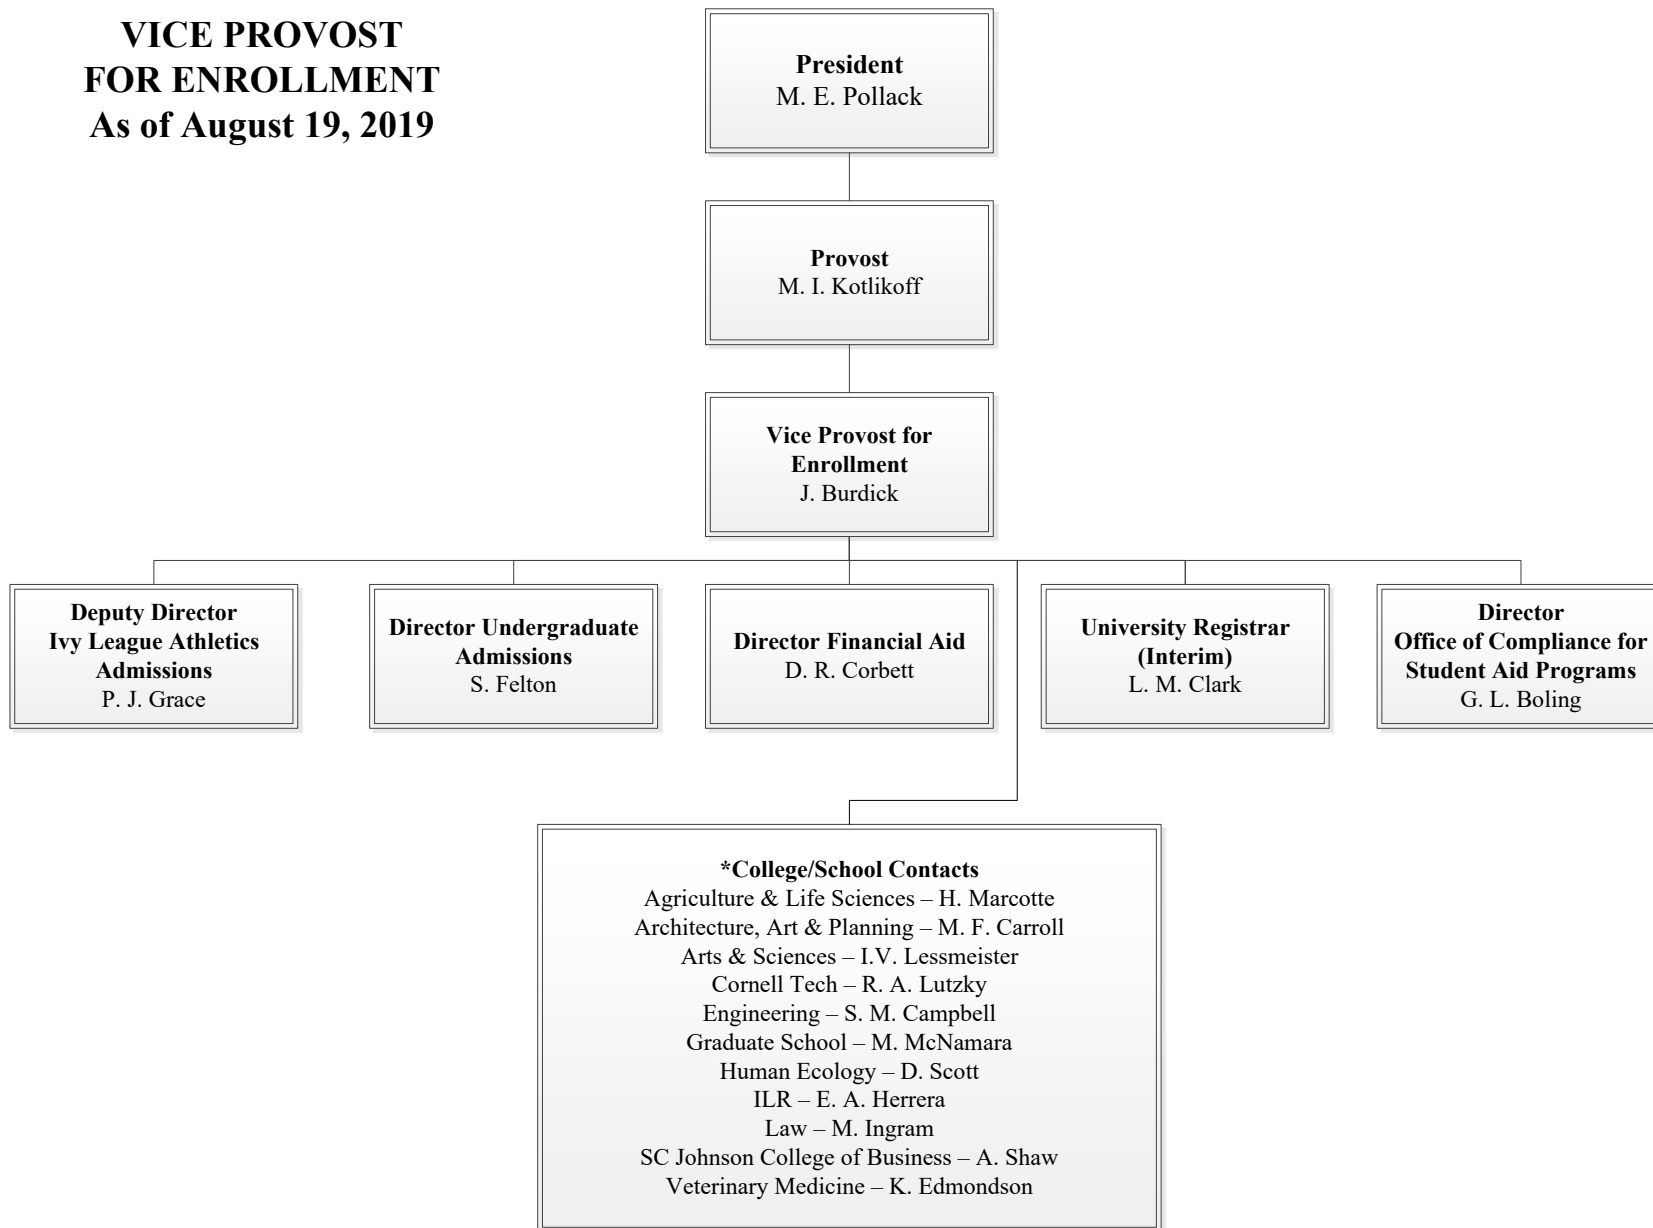 VICE PROVOST
FOR ENROLLMENT
As of August 19, 2019
President
M. E. Pollack
Provost
M. I. Kotlikoff
Vice Provost for
Enrollment
J. Burdick
Deputy Director
Ivy League Athletics
Admissions
P. J. Grace
Director Undergraduate
Admissions
S. Felton
Director Financial Aid
D. R. Corbett
University Registrar
(Interim)
L. M. Clark
Director
Office of Compliance for
Student Aid Programs
G. L. Boling
*College/School Contacts
Agriculture & Life Sciences – H. Marcotte
Architecture, Art & Planning – M. F. Carroll
Arts & Sciences – I.V. Lessmeister
Cornell Tech – R. A. Lutzky
Engineering – S. M. Campbell
Graduate School – M. McNamara
Human Ecology – D. Scott
ILR – E. A. Herrera
Law – M. Ingram
SC Johnson College of Business – A. Shaw
Veterinary Medicine – K. Edmondson